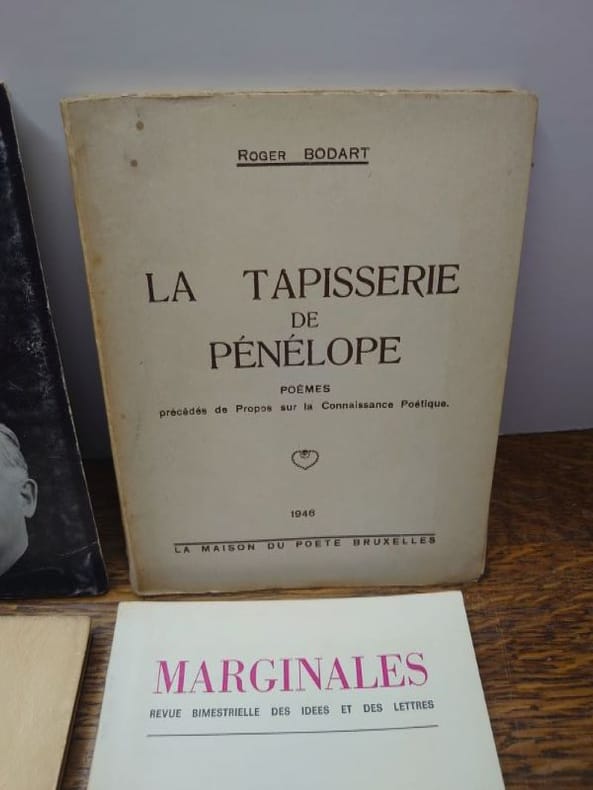 ROGER BODART
LA TAPISSERIE
DE
PÉNÉLOPE
POÈMES
précédés de Propos sur la Connaissance Poétique.
1946
LA MAISON DU POETE BRUXELLES
MARGINALES
REVUE BIMESTRIELLE DES IDEES ET DES LETTRES